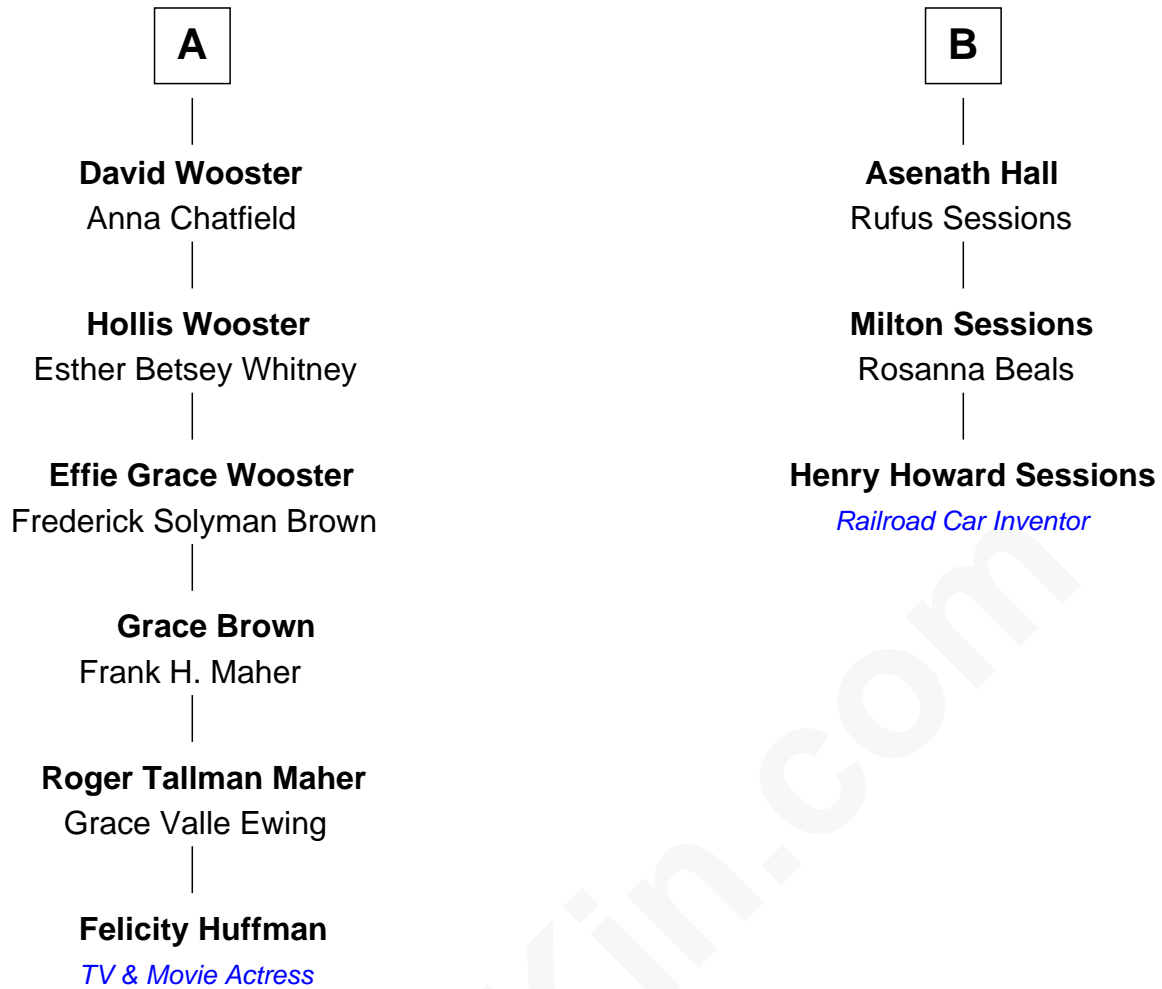 A
David Wooster
Anna Chatfield
Hollis Wooster
Esther Betsey Whitney
Effie Grace Wooster
Frederick Solyman Brown
Grace Brown
Frank H. Maher
Roger Tallman Maher
Grace Valle Ewing
Felicity Huffman
TV & Movie Actress
B
Asenath Hall
Rufus Sessions
Milton Sessions
Rosanna Beals
Henry Howard Sessions
Railroad Car Inventor
Kin.com